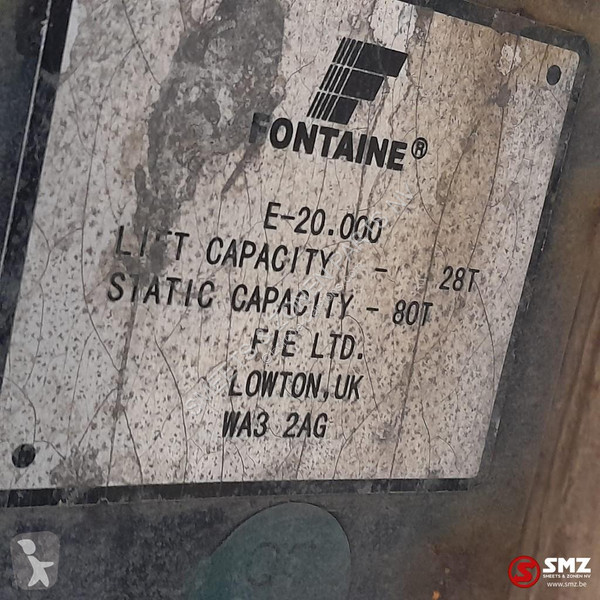 FONTAINE®
E-20.000
LIFT CAPACITY - 28T
STATIC CAPACITY - 80T
FIE LTD.
LOWTON,UK
WA3 2AG
SMZ
SMEETS & ZONEN NV
www.smz.be